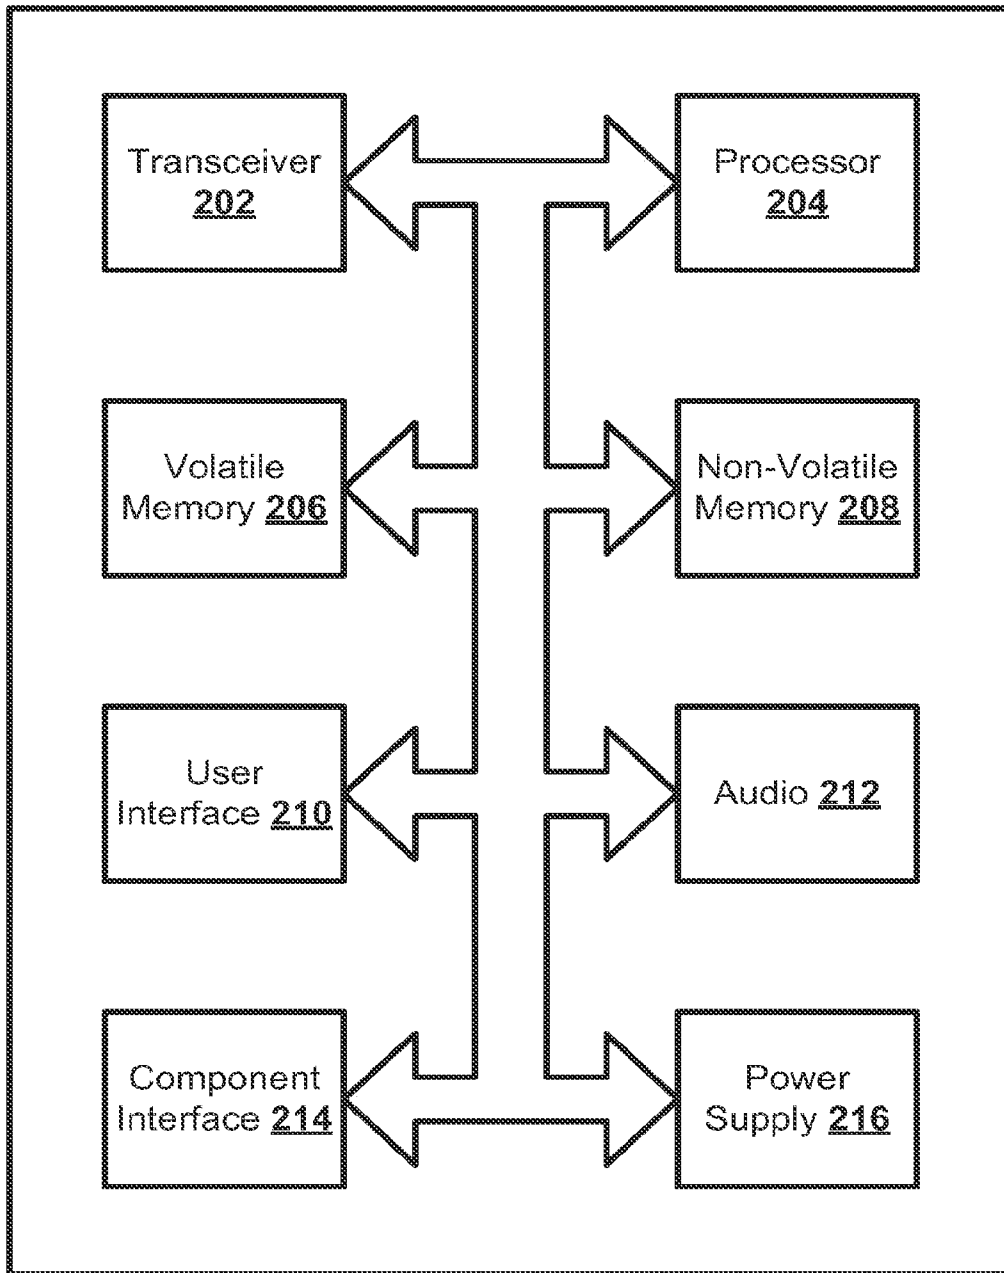 Transceiver
202
Processor
204
Volatile
Memory 206
Non-Volatile
Memory 208
User
Interface 210
Audio 212
Component
Interface 214
Power
Supply 216